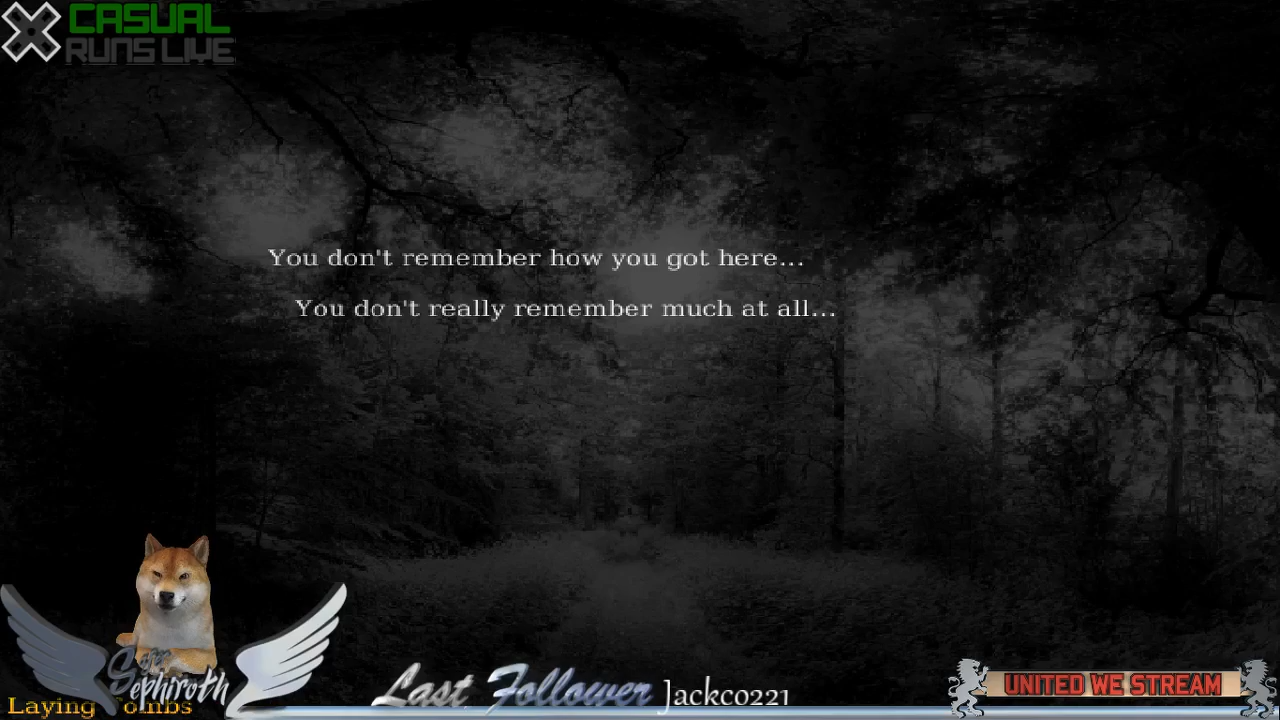 CASUAL
RUNS LIVE
You don't remember how you got here...
You don't really remember much at all...
Sephiroth
Last Follower Jackco221
UNITED WE STREAM
Laying